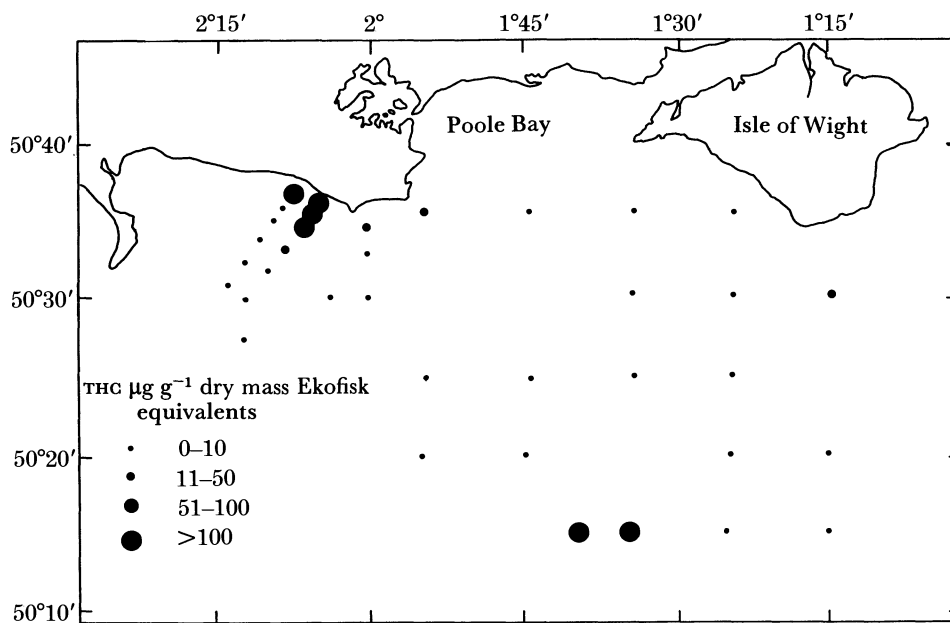 2°15′ 2° 1°45′ 1°30′ 1°15′
50°40′
Poole Bay
Isle of Wight
50°30′
THC μg g⁻¹ dry mass Ekofisk
equivalents
0–10
50°20′
11–50
51–100
>100
50°10′